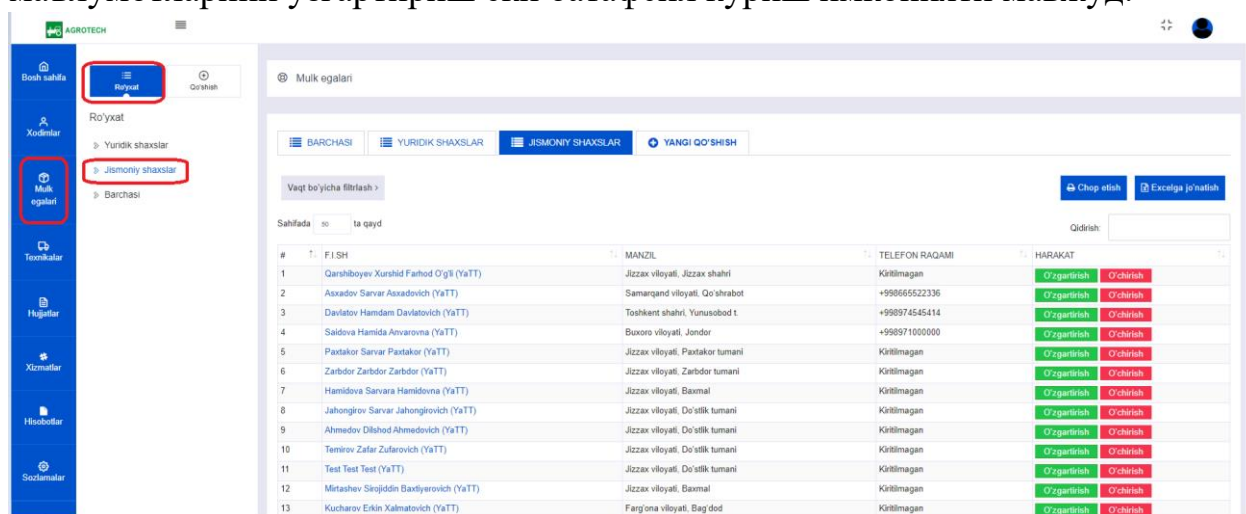 AGROTECH
Bosh sahifa
Ro'yxat
Qo'shish
Mulk egalari
Xodimlar
Ro'yxat
Yuridik shaxslar
Jismoniy shaxslar
Barchasi
Mulk
egalari
Texnikalar
Hujjatlar
Xizmatlar
Hisobotlar
Sozlamalar
BARCHASI YURIDIK SHAXSLAR JISMONIY SHAXSLAR YANGI QO'SHISH
Vaqt bo'yicha filtrlash > Chop etish Excelga jo'natish
Sahifada 50 ta qayd Qidirish:
# F.I.SH MANZIL TELEFON RAQAMI HARAKAT
1 Qarshiboyev Xurshid Farhod O'g'li (YaTT) Jizzax viloyati, Jizzax shahri Kiritilmagan O'zgartirish O'chirish
2 Asxadov Sarvar Asxadovich (YaTT) Samarqand viloyati, Qo'shrabot +998665522336 O'zgartirish O'chirish
3 Davlatov Hamdam Davlatovich (YaTT) Toshkent shahri, Yunusobod t. +998974545414 O'zgartirish O'chirish
4 Saidova Hamida Anvarovna (YaTT) Buxoro viloyati, Jondor +998971000000 O'zgartirish O'chirish
5 Paxtakor Sarvar Paxtakor (YaTT) Jizzax viloyati, Paxtakor tumani Kiritilmagan O'zgartirish O'chirish
6 Zarbdor Zarbdor Zarbdor (YaTT) Jizzax viloyati, Zarbdor tumani Kiritilmagan O'zgartirish O'chirish
7 Hamidova Sarvara Hamidovna (YaTT) Jizzax viloyati, Baxmal Kiritilmagan O'zgartirish O'chirish
8 Jahongirov Sarvar Jahongirovich (YaTT) Jizzax viloyati, Do'stlik tumani Kiritilmagan O'zgartirish O'chirish
9 Ahmedov Dilshod Ahmedovich (YaTT) Jizzax viloyati, Do'stlik tumani Kiritilmagan O'zgartirish O'chirish
10 Temirov Zafar Zufarovich (YaTT) Jizzax viloyati, Do'stlik tumani Kiritilmagan O'zgartirish O'chirish
11 Test Test Test (YaTT) Jizzax viloyati, Do'stlik tumani Kiritilmagan O'zgartirish O'chirish
12 Mirtashev Sirojiddin Baxtiyerovich (YaTT) Jizzax viloyati, Baxmal Kiritilmagan O'zgartirish O'chirish
13 Kucharov Erkin Xalmatovich (YaTT) Farg'ona viloyati, Bag'dod Kiritilmagan O'zgartirish O'chirish